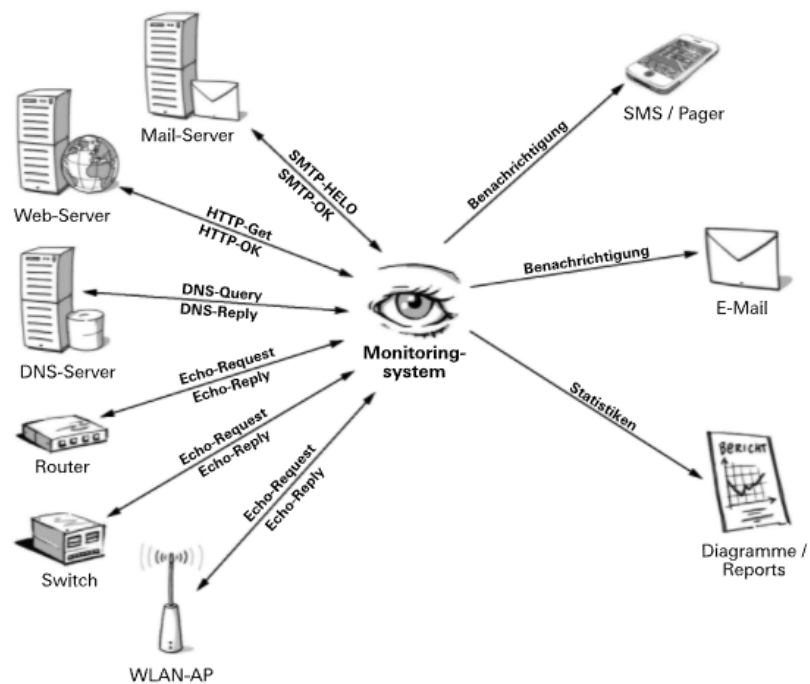 SMS / Pager
Mail-Server
Benachrichtigung
SMTP-HELO
SMTP-OK
Web-Server
HTTP-Get
HTTP-OK
Benachrichtigung
E-Mail
DNS-Query
DNS-Reply
DNS-Server
Monitoring-
system
Echo-Request
Echo-Reply
Router
Statistiken
Echo-Request
Echo-Reply
BERICHT
Echo-Request
Echo-Reply
Switch
Diagramme /
Reports
WLAN-AP